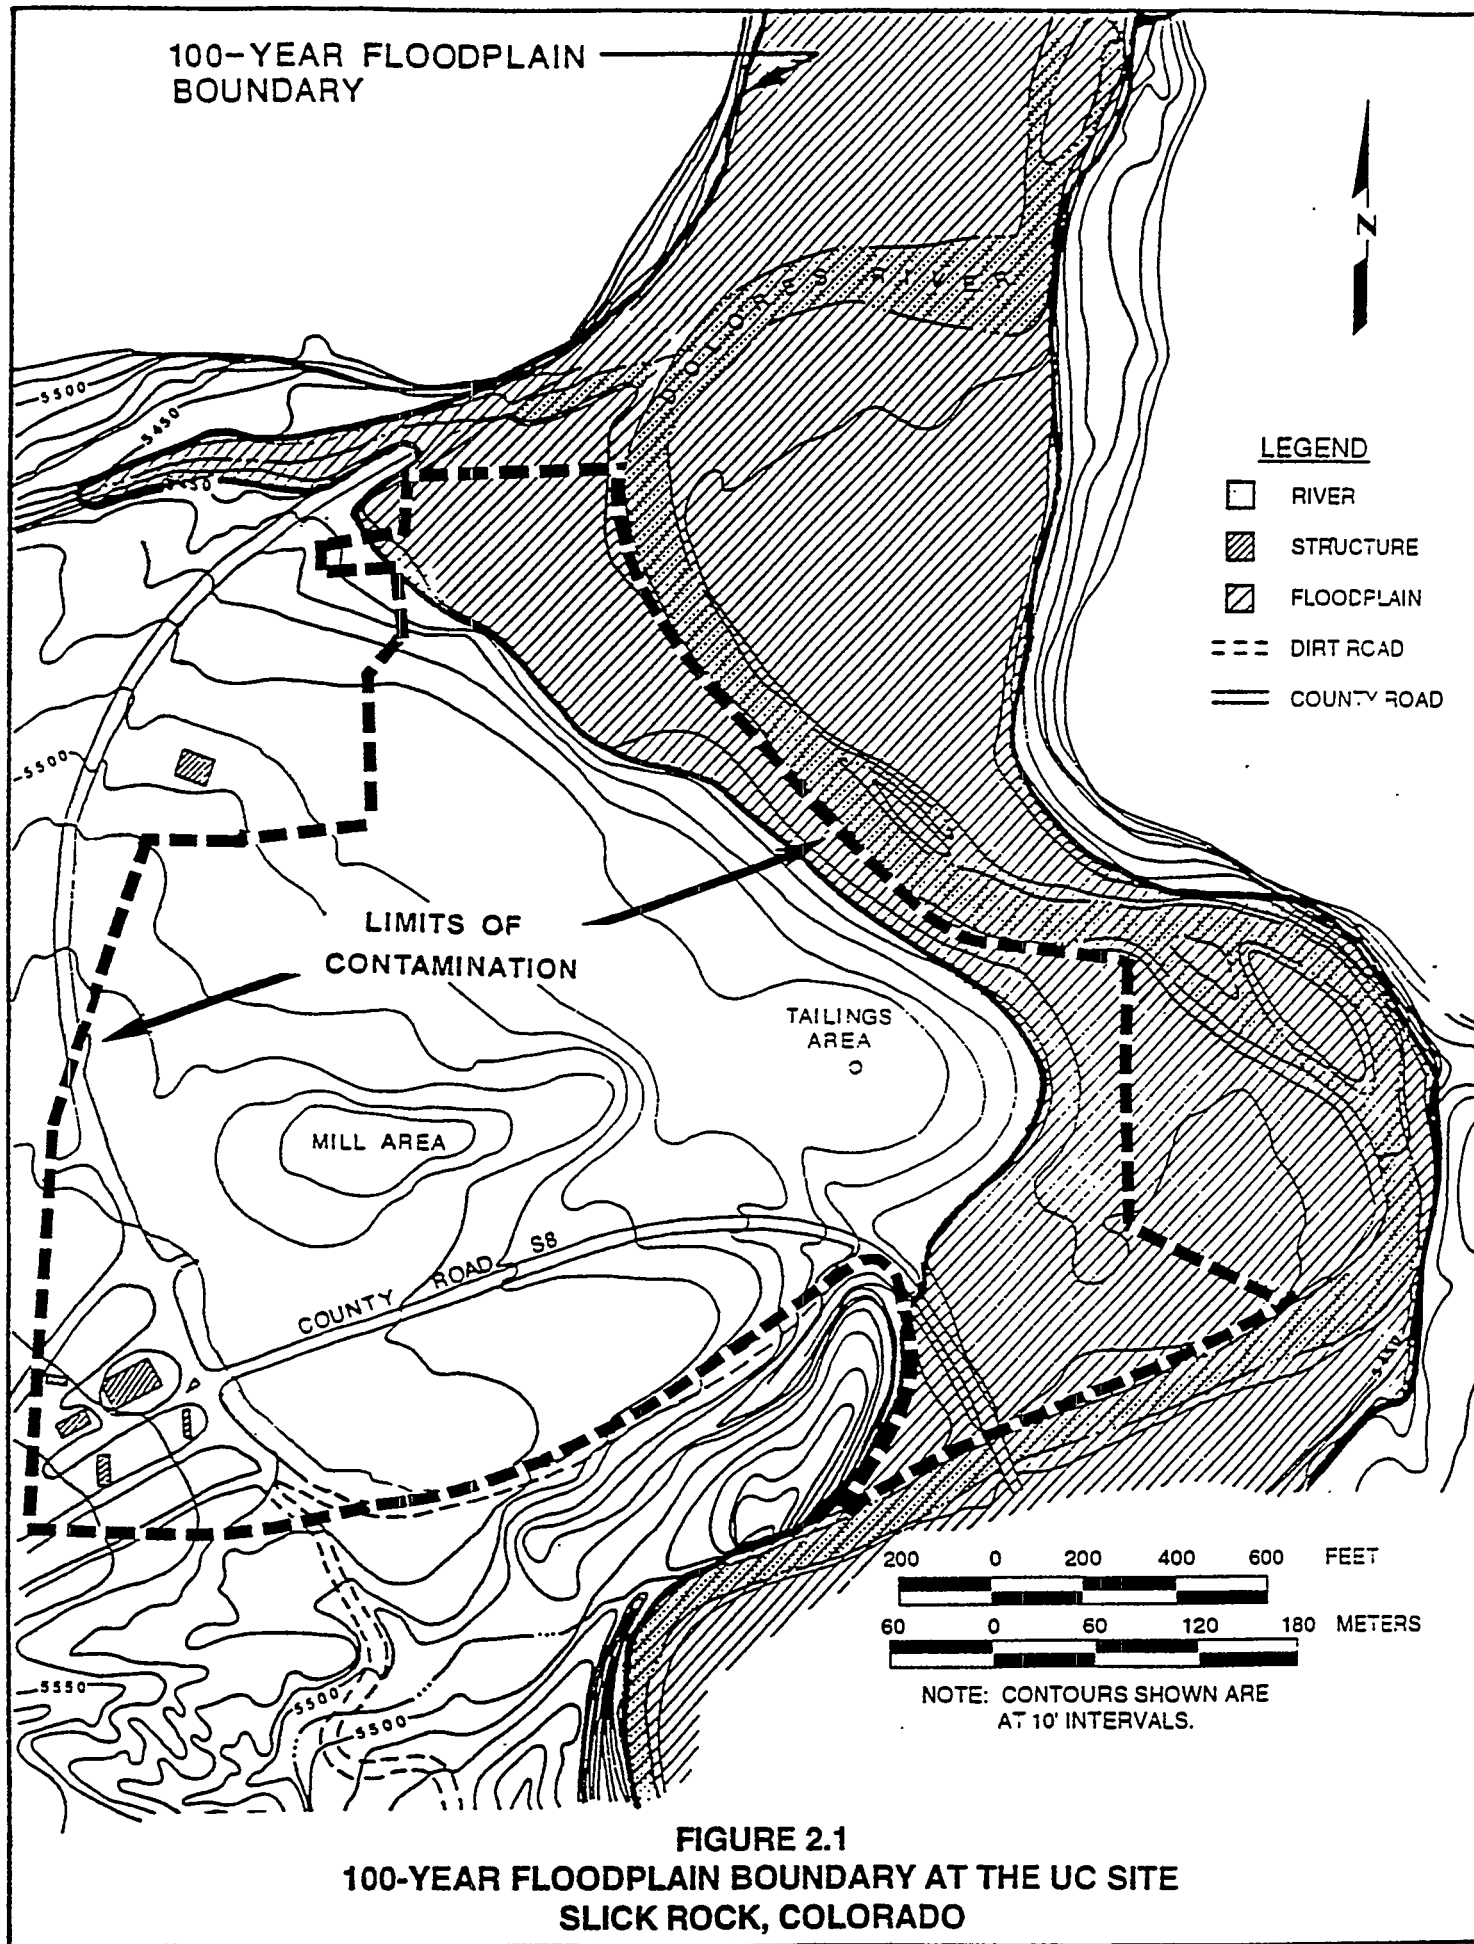 100-YEAR FLOODPLAIN
BOUNDARY
N
DOLORES RIVER
5500
5450
5450
LEGEND
RIVER
STRUCTURE
FLOODPLAIN
DIRT ROAD
COUNTY ROAD
5500
LIMITS OF
CONTAMINATION
TAILINGS
AREA
MILL AREA
COUNTY ROAD S8
200 0 200 400 600 FEET
60 0 60 120 180 METERS
NOTE: CONTOURS SHOWN ARE
AT 10' INTERVALS.
5550
5500
5500
FIGURE 2.1
100-YEAR FLOODPLAIN BOUNDARY AT THE UC SITE
SLICK ROCK, COLORADO